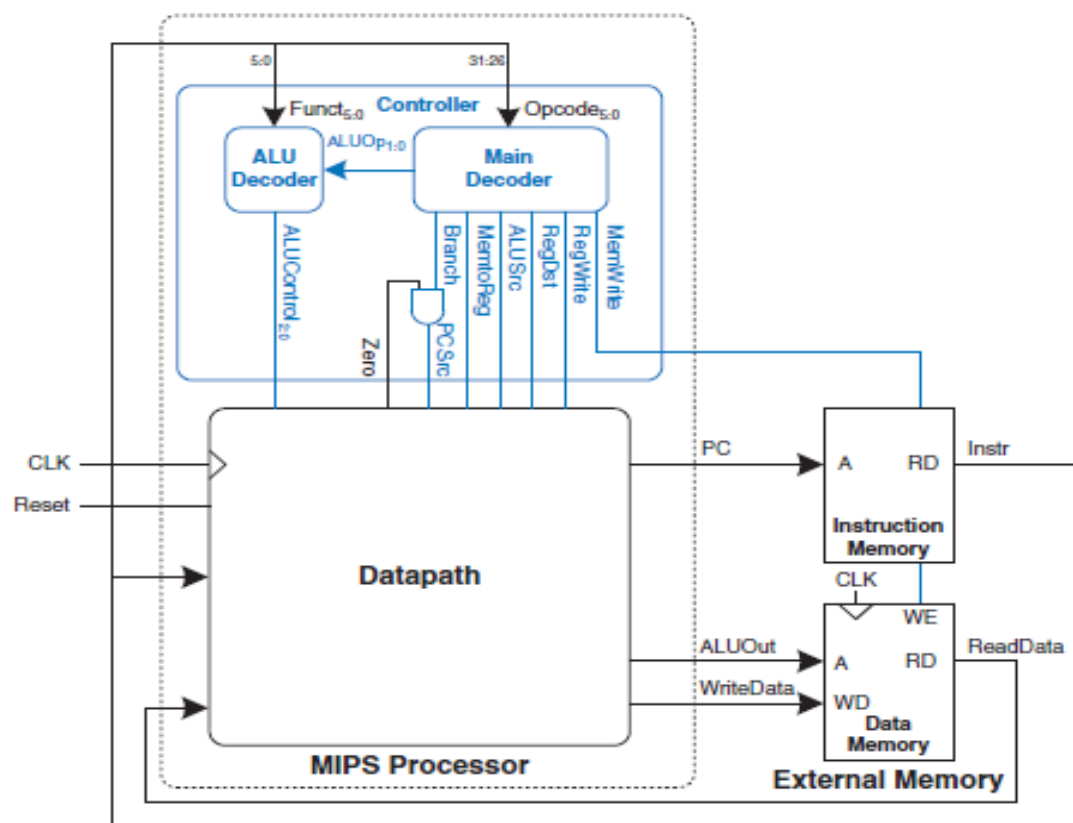 5:0
31:26
Controller
Funct5:0
Opcode5:0
ALUOp1:0
ALU
Decoder
Main
Decoder
ALUControl2:0
Branch
MemtoReg
ALUSrc
RegDst
RegWrite
MemWrite
Zero
PCSrc
CLK
Reset
Datapath
PC
A
RD
Instr
Instruction
Memory
CLK
WE
ALUOut
A
RD
ReadData
WriteData
WD
Data
Memory
MIPS Processor
External Memory